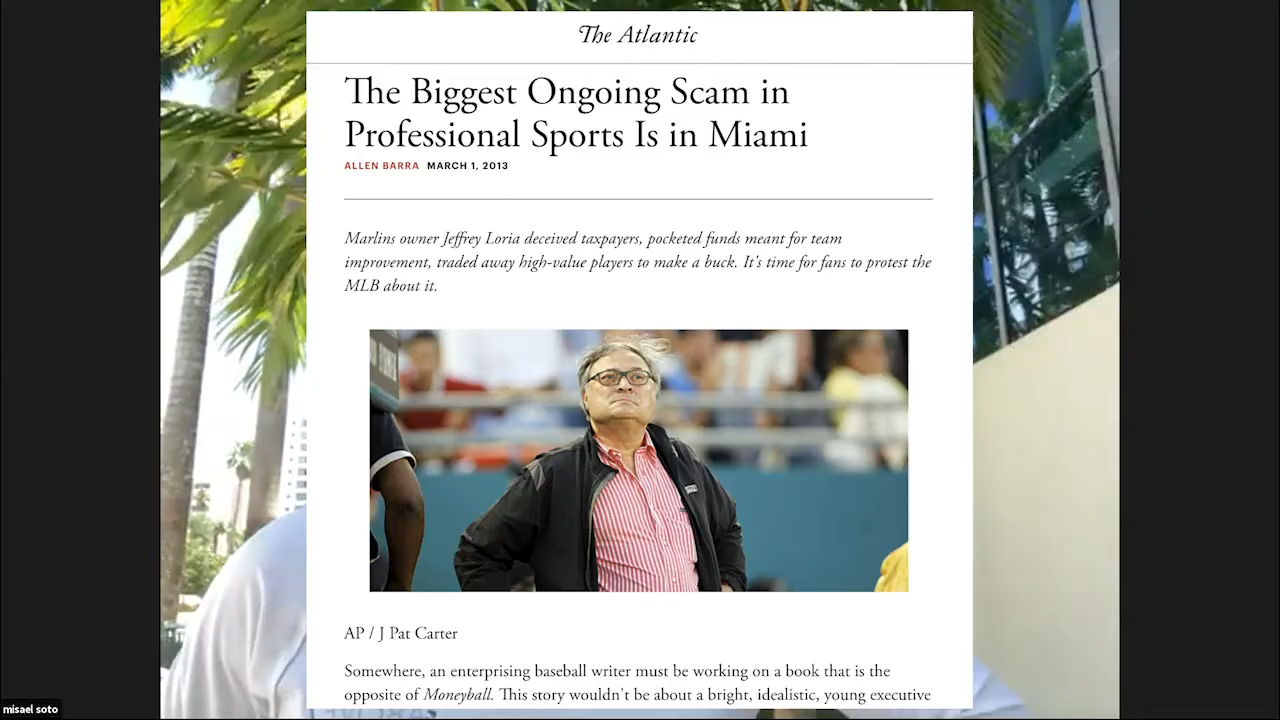 The Atlantic
The Biggest Ongoing Scam in
Professional Sports Is in Miami
ALLEN BARRA MARCH 1, 2013
Marlins owner Jeffrey Loria deceived taxpayers, pocketed funds meant for team
improvement, traded away high-value players to make a buck. It's time for fans to protest the
MLB about it.
AP / J Pat Carter
Somewhere, an enterprising baseball writer must be working on a book that is the
opposite of Moneyball. This story wouldn't be about a bright, idealistic, young executive
misael soto